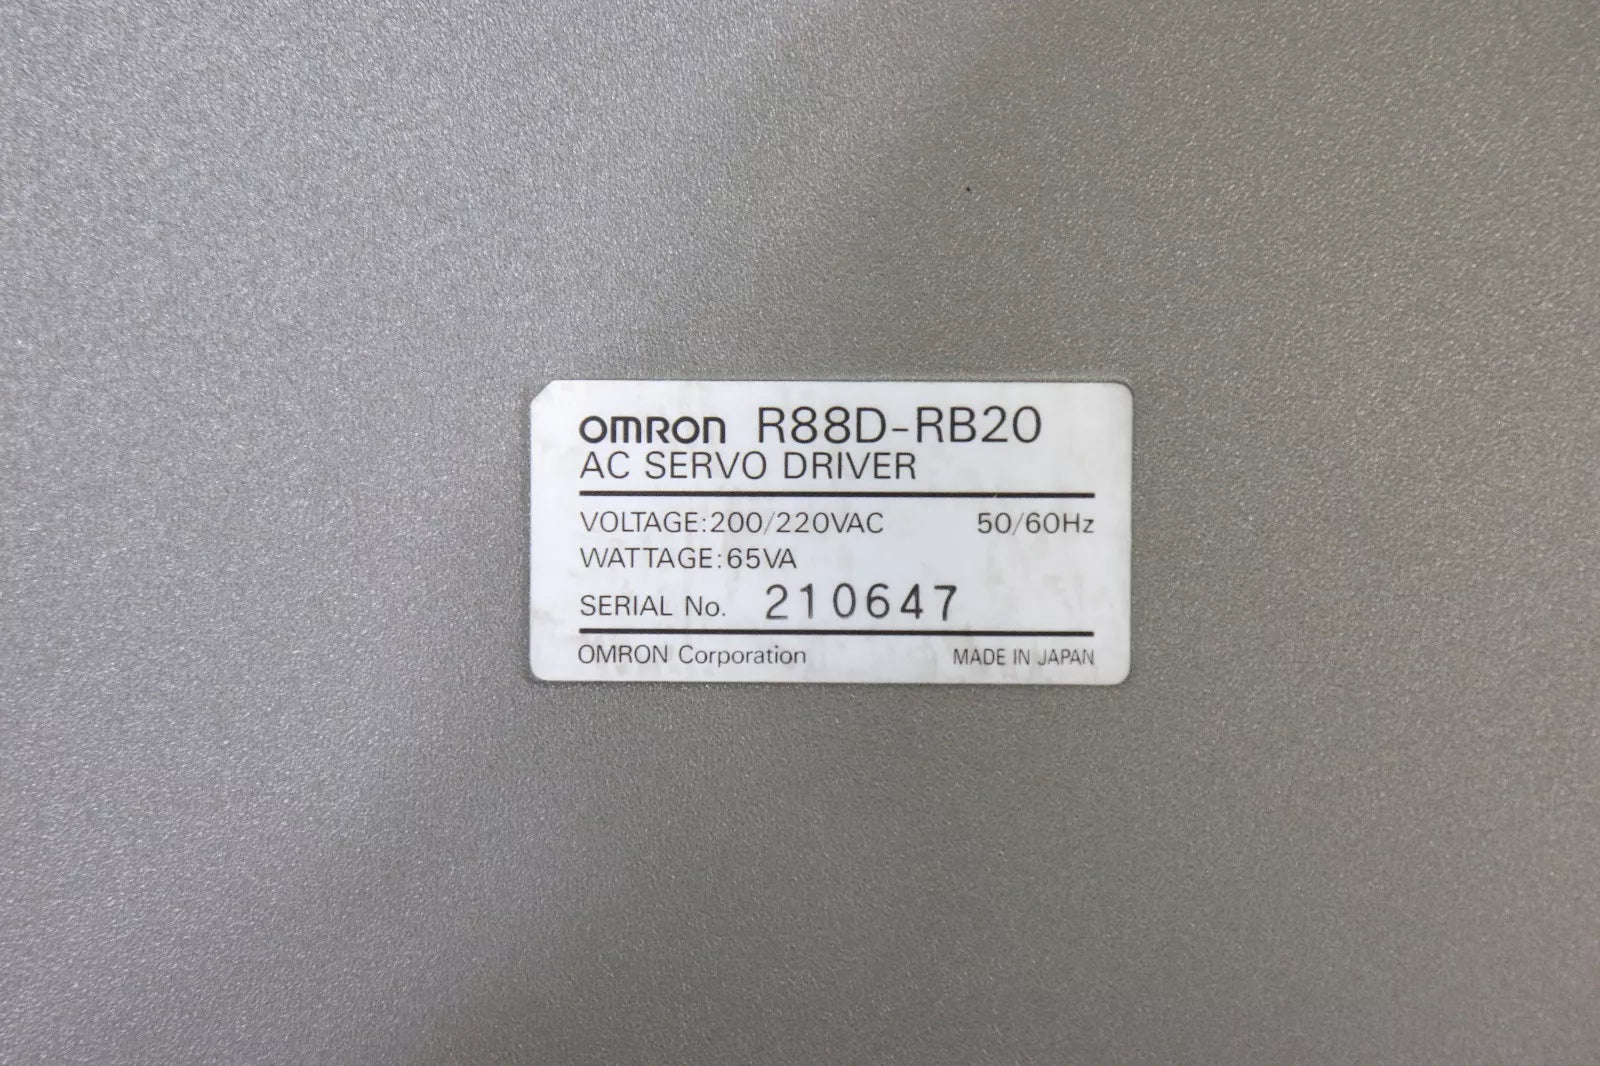 omron R88D-RB20
AC SERVO DRIVER
VOLTAGE:200/220VAC 50/60Hz
WATTAGE:65VA
SERIAL No. 210647
OMRON Corporation MADE IN JAPAN